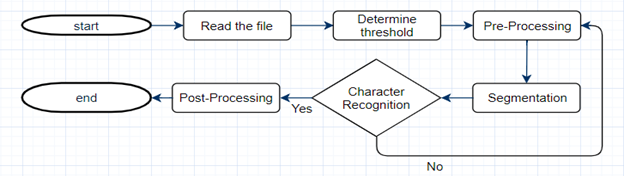 start
Read the file
Determine
threshold
Pre-Processing
Segmentation
Character
Recognition
Yes
No
Post-Processing
end